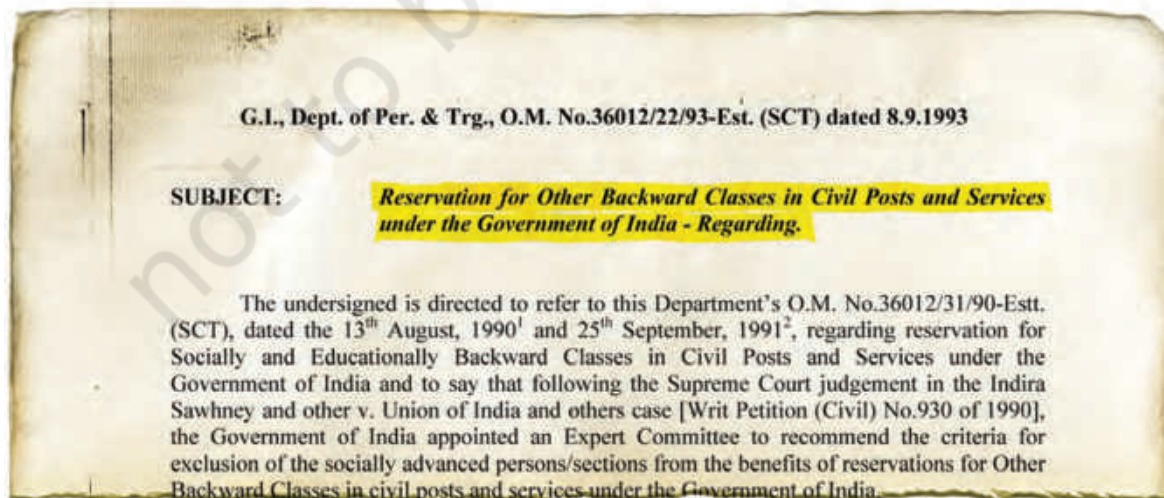 G.I., Dept. of Per. & Trg., O.M. No.36012/22/93-Est. (SCT) dated 8.9.1993
SUBJECT: Reservation for Other Backward Classes in Civil Posts and Services
under the Government of India - Regarding.
The undersigned is directed to refer to this Department's O.M. No.36012/31/90-Estt.
(SCT), dated the 13th August, 1990¹ and 25th September, 1991², regarding reservation for
Socially and Educationally Backward Classes in Civil Posts and Services under the
Government of India and to say that following the Supreme Court judgement in the Indira
Sawhney and other v. Union of India and others case [Writ Petition (Civil) No.930 of 1990],
the Government of India appointed an Expert Committee to recommend the criteria for
exclusion of the socially advanced persons/sections from the benefits of reservations for Other
Backward Classes in civil posts and services under the Government of India.
not to b